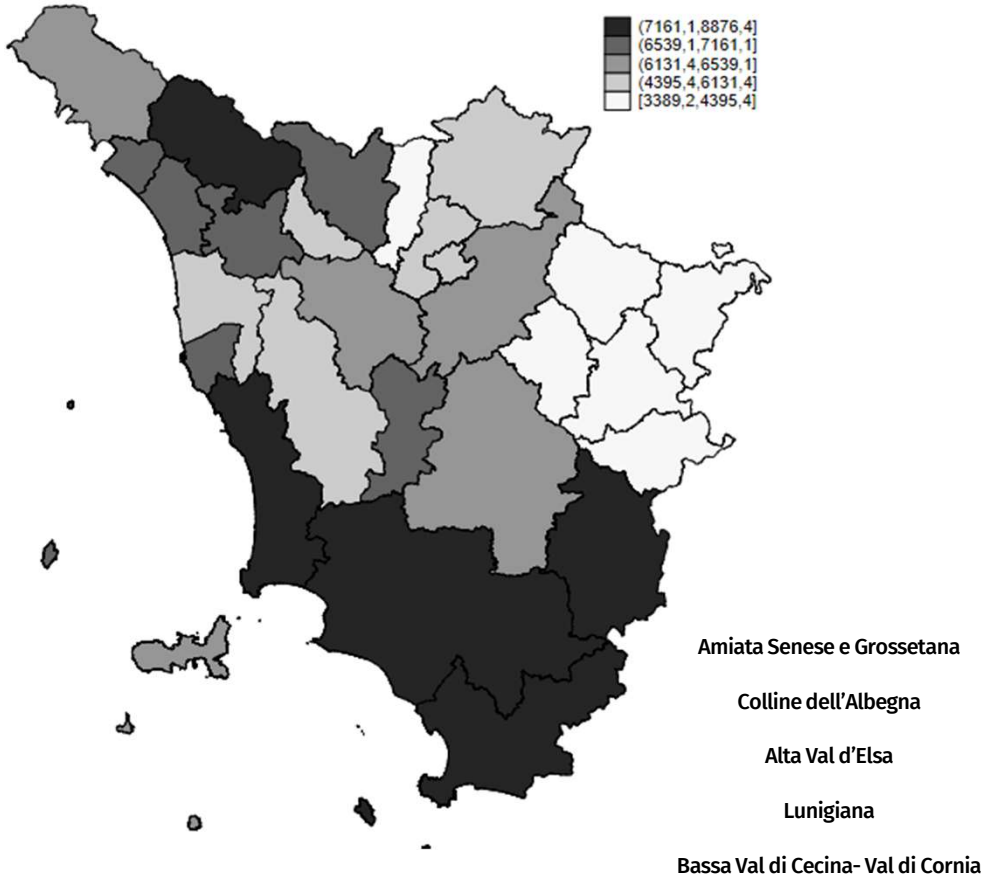 (7161,1,8876,4]
(6539,1,7161,1]
(6131,4,6539,1]
(4395,4,6131,4]
[3389,2,4395,4]
Amiata Senese e Grossetana
Colline dell'Albegna
Alta Val d'Elsa
Lunigiana
Bassa Val di Cecina- Val di Cornia